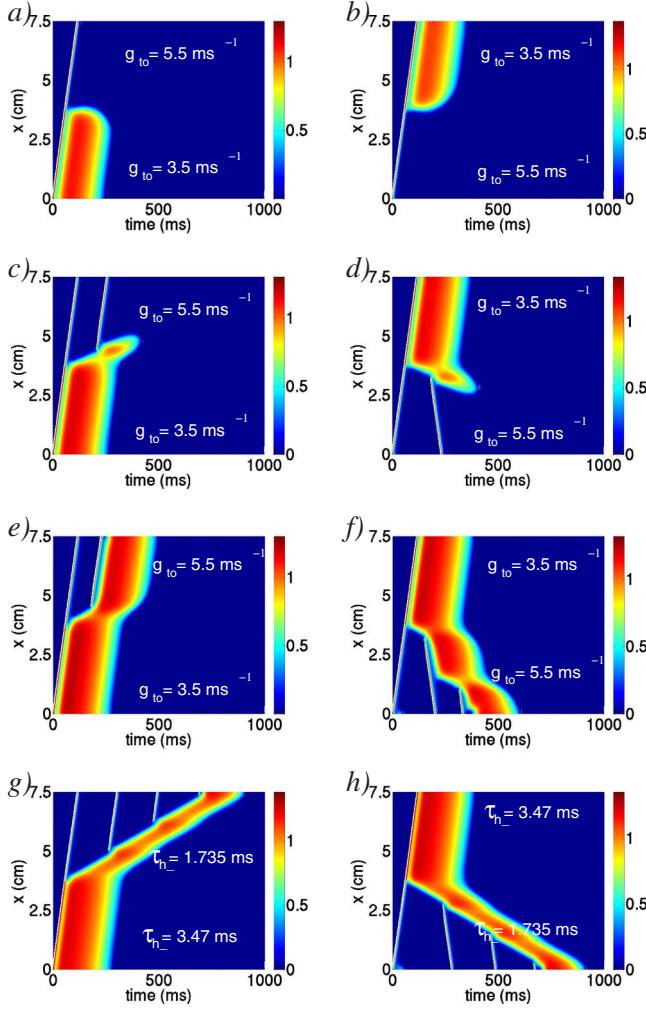 a) b)
7.5 5 2.5 0 x (cm) g to = 5.5 ms -1 g to = 3.5 ms -1 0 500 1000 time (ms) 1 0.5 0
7.5 5 2.5 0 x (cm) g to = 3.5 ms -1 g to = 5.5 ms -1 0 500 1000 time (ms) 1 0.5 0
c) d)
7.5 5 2.5 0 x (cm) g to = 5.5 ms -1 g to = 3.5 ms -1 0 500 1000 time (ms) 1 0.5 0
7.5 5 2.5 0 x (cm) g to = 3.5 ms -1 g to = 5.5 ms -1 0 500 1000 time (ms) 1 0.5 0
e) f)
7.5 5 2.5 0 x (cm) g to = 5.5 ms -1 g to = 3.5 ms -1 0 500 1000 time (ms) 1 0.5 0
7.5 5 2.5 0 x (cm) g to = 3.5 ms -1 g to = 5.5 ms -1 0 500 1000 time (ms) 1 0.5 0
g) h)
7.5 5 2.5 0 x (cm) τh_= 1.735 ms τh_= 3.47 ms 0 500 1000 time (ms) 1 0.5 0
7.5 5 2.5 0 x (cm) τh_= 3.47 ms τh_= 1.735 ms 0 500 1000 time (ms) 1 0.5 0